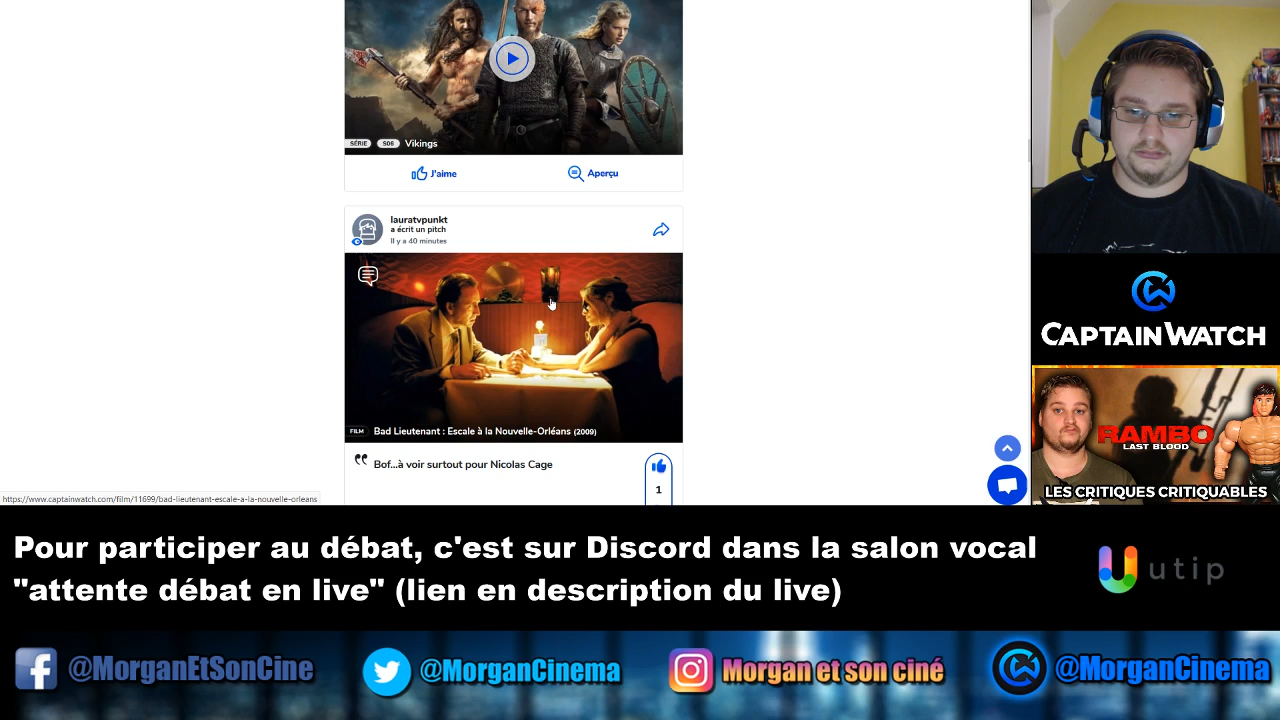 SÉRIE S06 Vikings
J'aime
Aperçu
lauratvpunkt
a écrit un pitch
Il y a 40 minutes
FILM Bad Lieutenant : Escale à la Nouvelle-Orléans (2009)
Bof...à voir surtout pour Nicolas Cage
1
https://www.captainwatch.com/film/11699/bad-lieutenant-escale-a-la-nouvelle-orleans
CAPTAINWATCH
RAMBO
LAST BLOOD
LES CRITIQUES CRITIQUABLES
Pour participer au débat, c'est sur Discord dans la salon vocal
"attente débat en live" (lien en description du live)
utip
@MorganEtSonCine
@MorganCinema
Morgan et son ciné
@MorganCinema